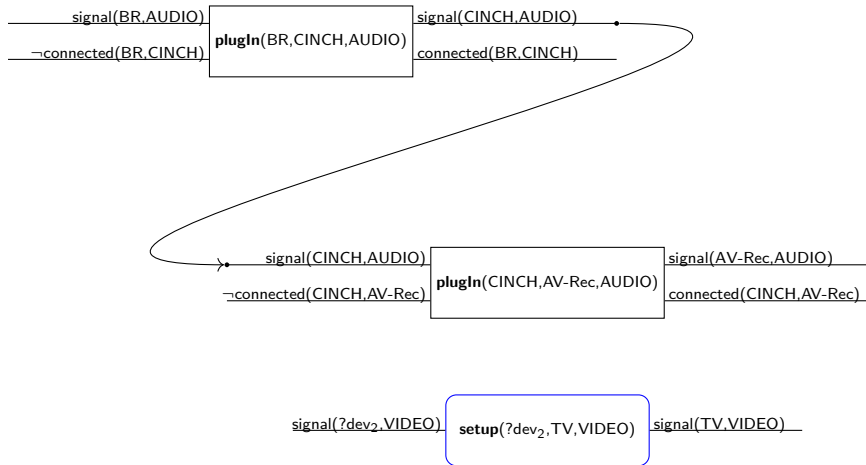 signal(BR,AUDIO)
¬connected(BR,CINCH)
plugIn(BR,CINCH,AUDIO)
signal(CINCH,AUDIO)
connected(BR,CINCH)
signal(CINCH,AUDIO)
¬connected(CINCH,AV-Rec)
plugIn(CINCH,AV-Rec,AUDIO)
signal(AV-Rec,AUDIO)
connected(CINCH,AV-Rec)
signal(?dev₂,VIDEO)
setup(?dev₂,TV,VIDEO)
signal(TV,VIDEO)